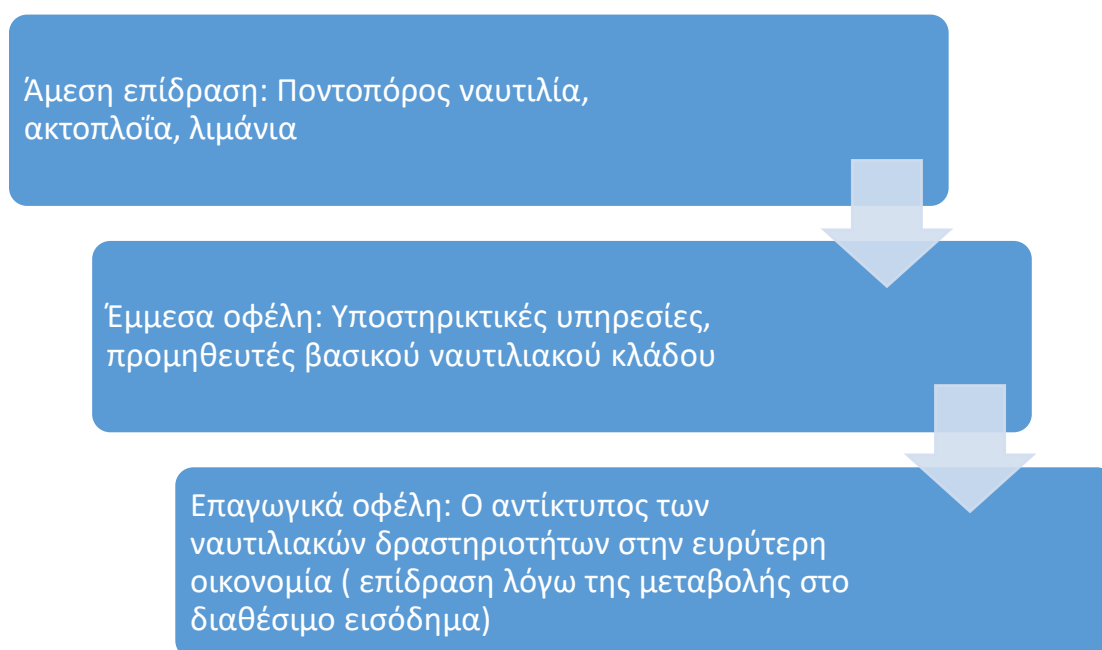 Άμεση επίδραση: Ποντοπόρος ναυτιλία,
ακτοπλοΐα, λιμάνια
Έμμεσα οφέλη: Υποστηρικτικές υπηρεσίες,
προμηθευτές βασικού ναυτιλιακού κλάδου
Επαγωγικά οφέλη: Ο αντίκτυπος των
ναυτιλιακών δραστηριοτήτων στην ευρύτερη
οικονομία ( επίδραση λόγω της μεταβολής στο
διαθέσιμο εισόδημα)